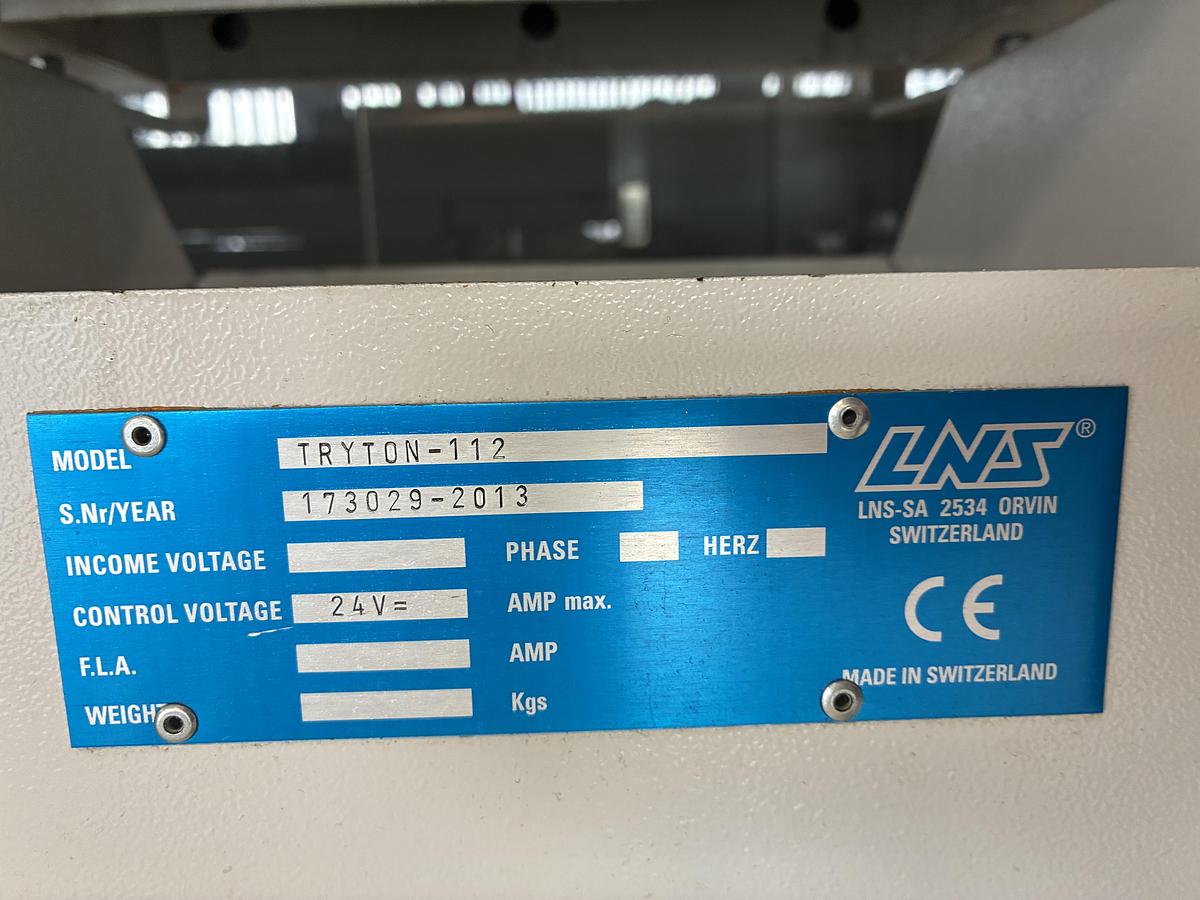 MODEL TRYTON-112
S.Nr/YEAR 173029-2013
INCOME VOLTAGE PHASE HERZ
CONTROL VOLTAGE 24V= AMP max.
F.L.A. AMP
WEIGHT Kgs
LNS®
LNS-SA 2534 ORVIN
SWITZERLAND
CE
MADE IN SWITZERLAND